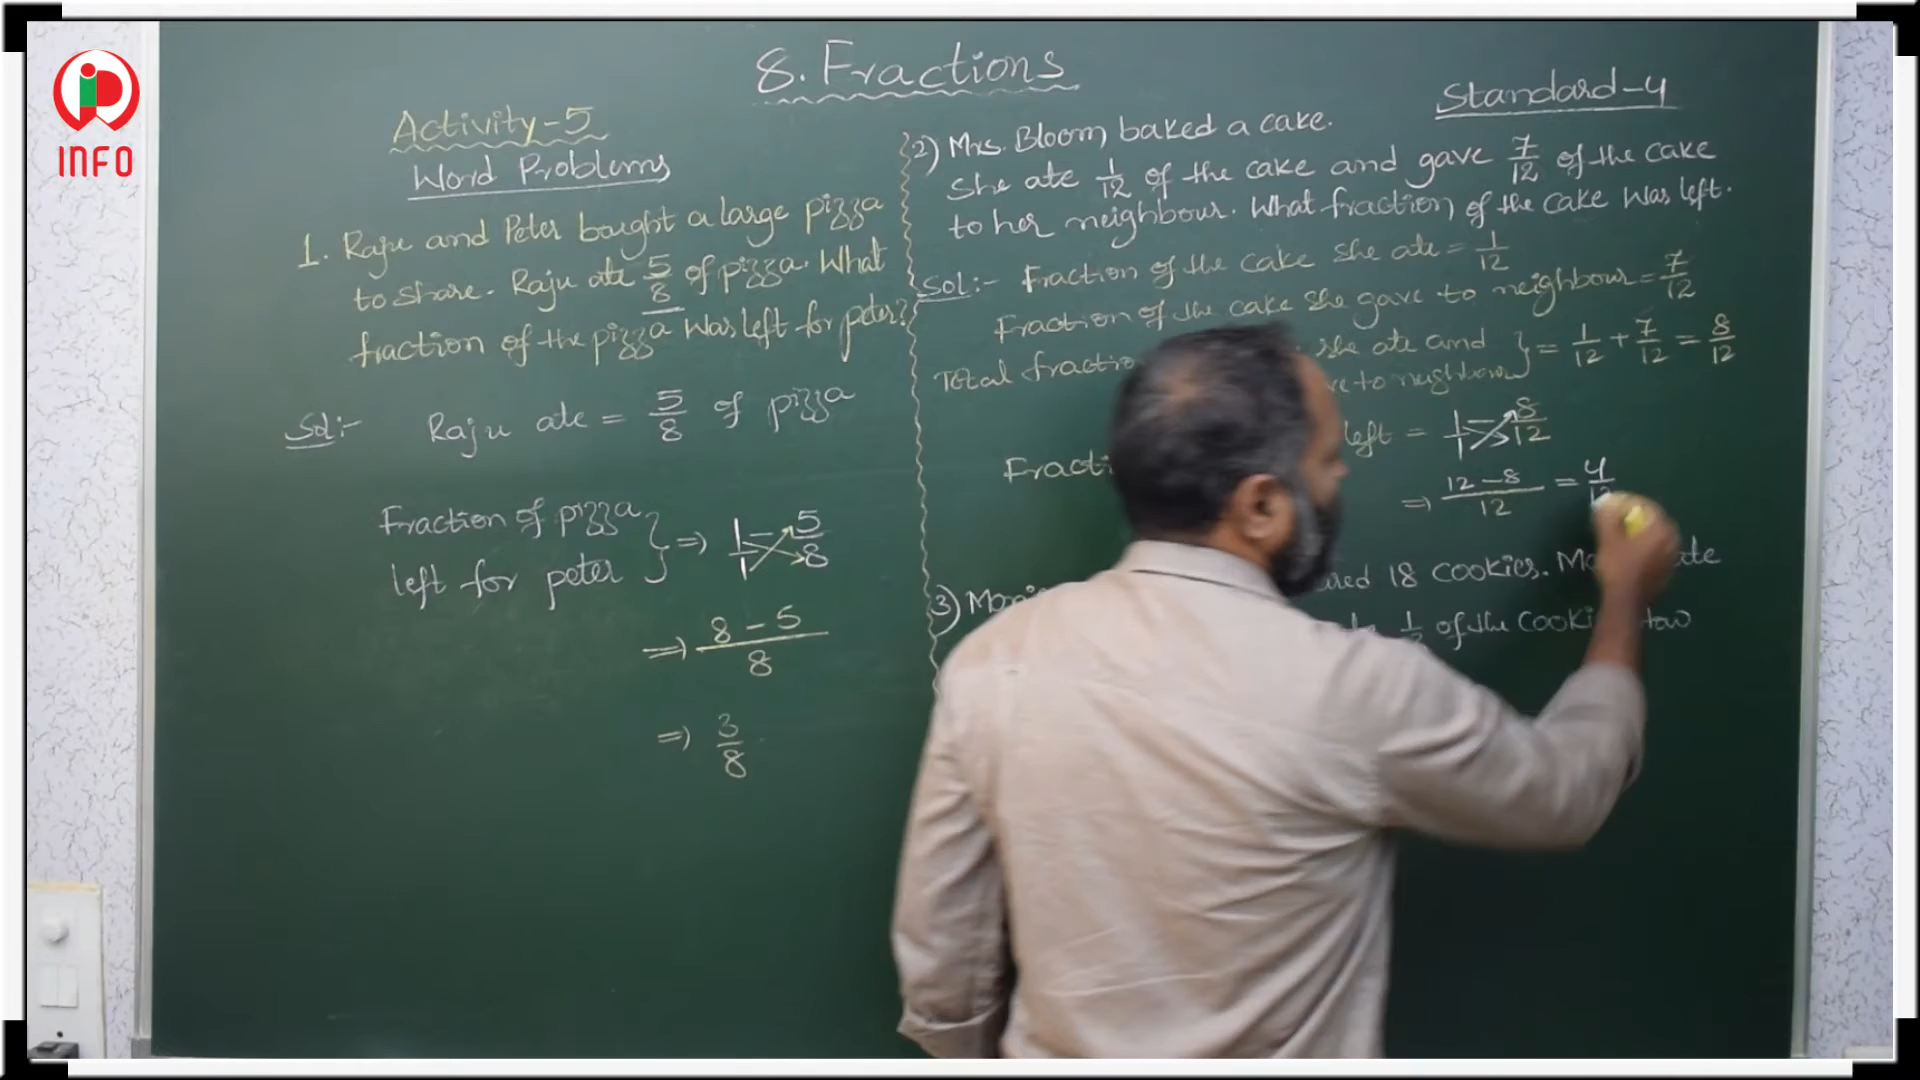 INFO
8. Fractions
Standard-4
Activity-5
Word Problems
1. Raju and Peter bought a large pizza
to share. Raju ate 5/8 of pizza. What
fraction of the pizza was left for peter?
Sol:- Raju ate = 5/8 of pizza
Fraction of pizza
left for peter } => 1/1 - 5/8
=> 8 - 5 / 8
=> 3/8
2) Mrs. Bloom baked a cake.
She ate 1/12 of the cake and gave 7/12 of the cake
to her neighbour. What fraction of the cake was left.
Sol:- Fraction of the cake she ate = 1/12
Fraction of the cake she gave to neighbour = 7/12
Total she ate and } = 1/12 + 7/12 = 8/12
to neighbour
left = 1/1 - 8/12
=> 12 - 8 / 12 = 4
3) 18 cookies. ate
of the